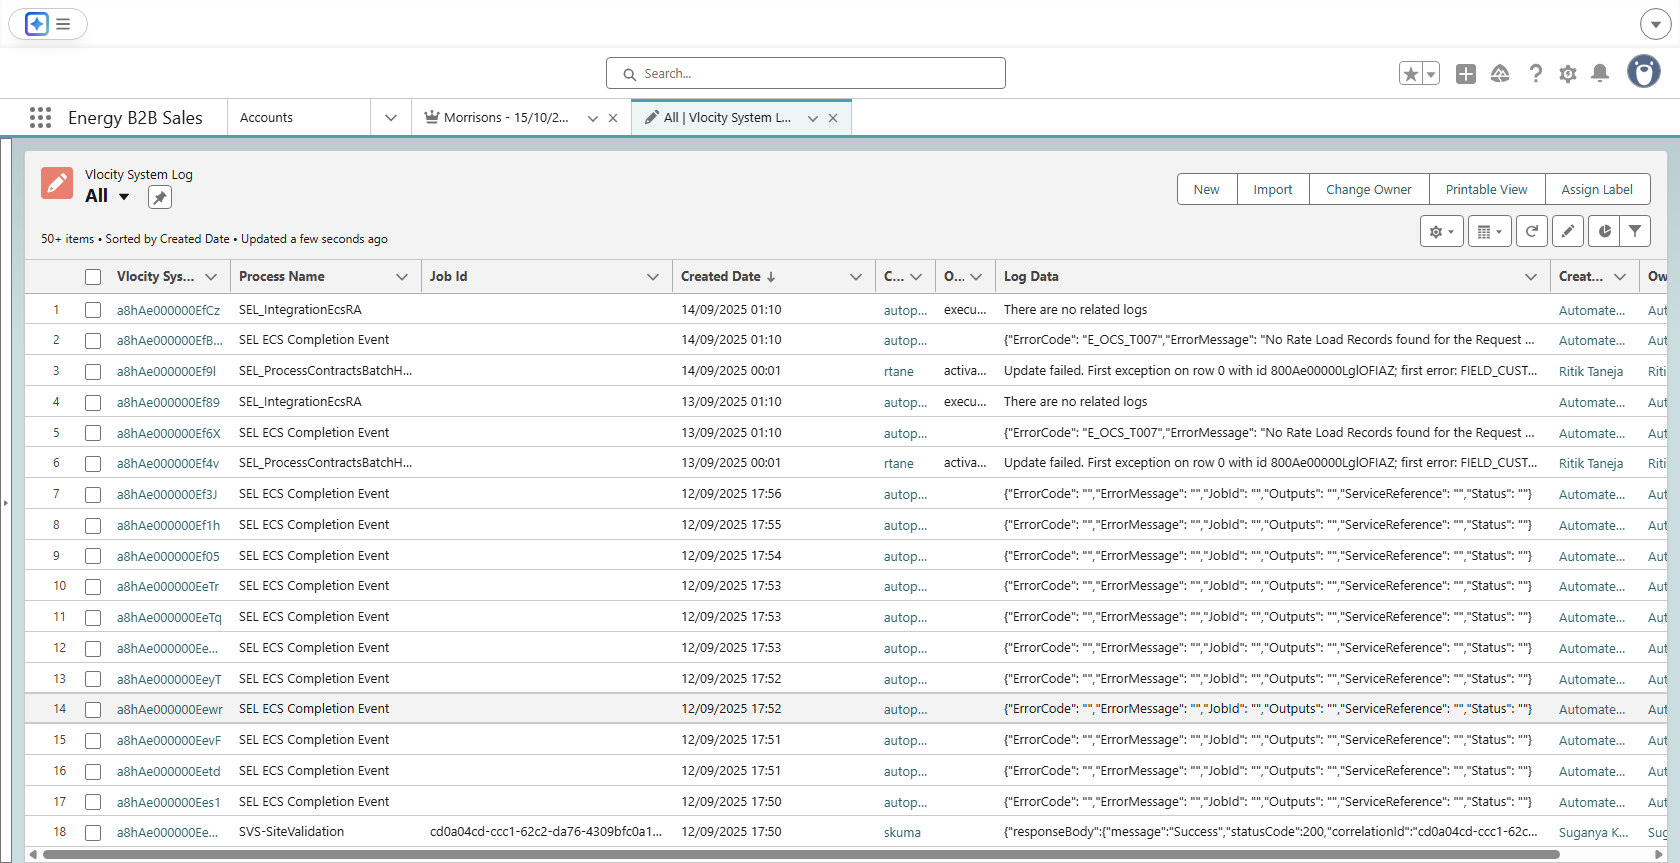 Search...
Energy B2B Sales
Accounts
Morrisons - 15/10/2...
All | Vlocity System L...
Vlocity System Log
All
New
Import
Change Owner
Printable View
Assign Label
50+ items • Sorted by Created Date • Updated a few seconds ago
Vlocity Sys... Process Name Job Id Created Date ↓ C... O... Log Data Creat... Ow
1 a8hAe000000EfCz SEL_IntegrationEcsRA 14/09/2025 01:10 autop... execu... There are no related logs Automate... Aut
2 a8hAe000000EfB... SEL ECS Completion Event 14/09/2025 01:10 autop... {"ErrorCode": "E_OCS_T007","ErrorMessage": "No Rate Load Records found for the Request ... Automate... Aut
3 a8hAe000000Ef9l SEL_ProcessContractsBatchH... 14/09/2025 00:01 rtane activa... Update failed. First exception on row 0 with id 800Ae00000LglOFIAZ; first error: FIELD_CUST... Ritik Taneja Riti
4 a8hAe000000Ef89 SEL_IntegrationEcsRA 13/09/2025 01:10 autop... execu... There are no related logs Automate... Aut
5 a8hAe000000Ef6X SEL ECS Completion Event 13/09/2025 01:10 autop... {"ErrorCode": "E_OCS_T007","ErrorMessage": "No Rate Load Records found for the Request ... Automate... Aut
6 a8hAe000000Ef4v SEL_ProcessContractsBatchH... 13/09/2025 00:01 rtane activa... Update failed. First exception on row 0 with id 800Ae00000LglOFIAZ; first error: FIELD_CUST... Ritik Taneja Riti
7 a8hAe000000Ef3J SEL ECS Completion Event 12/09/2025 17:56 autop... {"ErrorCode": "","ErrorMessage": "","JobId": "","Outputs": "","ServiceReference": "","Status": ""} Automate... Aut
8 a8hAe000000Ef1h SEL ECS Completion Event 12/09/2025 17:55 autop... {"ErrorCode": "","ErrorMessage": "","JobId": "","Outputs": "","ServiceReference": "","Status": ""} Automate... Aut
9 a8hAe000000Ef05 SEL ECS Completion Event 12/09/2025 17:54 autop... {"ErrorCode": "","ErrorMessage": "","JobId": "","Outputs": "","ServiceReference": "","Status": ""} Automate... Aut
10 a8hAe000000EeTr SEL ECS Completion Event 12/09/2025 17:53 autop... {"ErrorCode": "","ErrorMessage": "","JobId": "","Outputs": "","ServiceReference": "","Status": ""} Automate... Aut
11 a8hAe000000EeTq SEL ECS Completion Event 12/09/2025 17:53 autop... {"ErrorCode": "","ErrorMessage": "","JobId": "","Outputs": "","ServiceReference": "","Status": ""} Automate... Aut
12 a8hAe000000Ee... SEL ECS Completion Event 12/09/2025 17:53 autop... {"ErrorCode": "","ErrorMessage": "","JobId": "","Outputs": "","ServiceReference": "","Status": ""} Automate... Aut
13 a8hAe000000EeyT SEL ECS Completion Event 12/09/2025 17:52 autop... {"ErrorCode": "","ErrorMessage": "","JobId": "","Outputs": "","ServiceReference": "","Status": ""} Automate... Aut
14 a8hAe000000Eewr SEL ECS Completion Event 12/09/2025 17:52 autop... {"ErrorCode": "","ErrorMessage": "","JobId": "","Outputs": "","ServiceReference": "","Status": ""} Automate... Aut
15 a8hAe000000EevF SEL ECS Completion Event 12/09/2025 17:51 autop... {"ErrorCode": "","ErrorMessage": "","JobId": "","Outputs": "","ServiceReference": "","Status": ""} Automate... Aut
16 a8hAe000000Eetd SEL ECS Completion Event 12/09/2025 17:51 autop... {"ErrorCode": "","ErrorMessage": "","JobId": "","Outputs": "","ServiceReference": "","Status": ""} Automate... Aut
17 a8hAe000000Ees1 SEL ECS Completion Event 12/09/2025 17:50 autop... {"ErrorCode": "","ErrorMessage": "","JobId": "","Outputs": "","ServiceReference": "","Status": ""} Automate... Aut
18 a8hAe000000Ee... SVS-SiteValidation cd0a04cd-ccc1-62c2-da76-4309bfc0a1... 12/09/2025 17:50 skuma {"responseBody":{"message":"Success","statusCode":200,"correlationId":"cd0a04cd-ccc1-62c... Suganya K... Sug